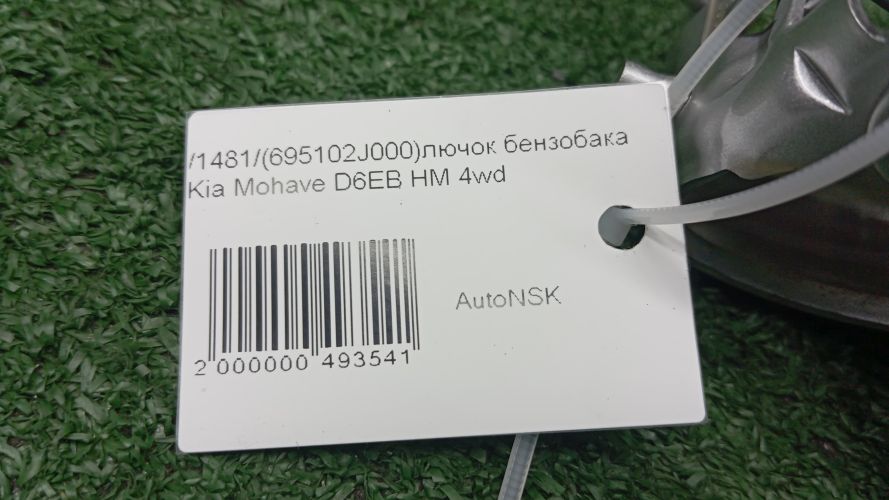 /1481/(695102J000)лючок бензобака
Kia Mohave D6EB HM 4wd
AutoNSK
2 000000 493541